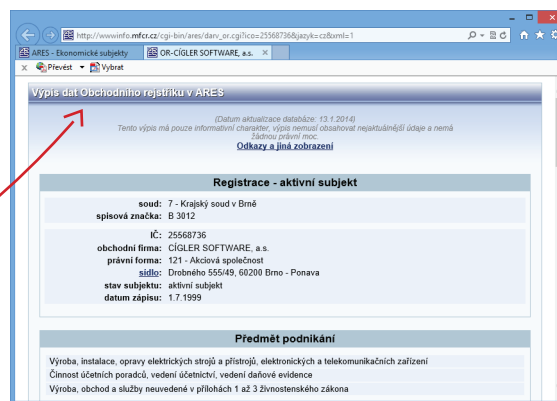 http://wwwinfo.mfcr.cz/cgi-bin/ares/darv_or.cgi?ico=25568736&jazyk=cz&xml=1
ARES - Ekonomické subjekty
OR-CÍGLER SOFTWARE, a.s.
x Převést Vybrat
Výpis dat Obchodního rejstříku v ARES
(Datum aktualizace databáze: 13.1.2014)
Tento výpis má pouze informativní charakter, výpis nemusí obsahovat nejaktuálnější údaje a nemá
žádnou právní moc.
Odkazy a jiná zobrazení
Registrace - aktivní subjekt
soud: 7 - Krajský soud v Brně
spisová značka: B 3012
IČ: 25568736
obchodní firma: CÍGLER SOFTWARE, a.s.
právní forma: 121 - Akciová společnost
sídlo: Drobného 555/49, 60200 Brno - Ponava
stav subjektu: aktivní subjekt
datum zápisu: 1.7.1999
Předmět podnikání
Výroba, instalace, opravy elektrických strojů a přístrojů, elektronických a telekomunikačních zařízení
Činnost účetních poradců, vedení účetnictví, vedení daňové evidence
Výroba, obchod a služby neuvedené v přílohách 1 až 3 živnostenského zákona